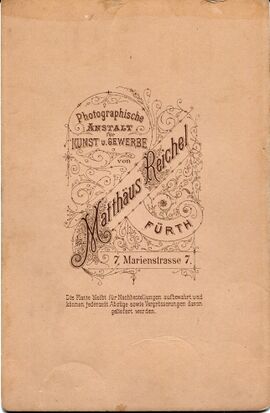 Photographische
ANSTALT
für
KUNST u. GEWERBE
von
Matthäus Reichel
FÜRTH
7, Marienstrasse 7.
Die Platte bleibt für Nachbestellungen aufbewahrt und
können jederzeit Abzüge sowie Vergrösserungen davon
geliefert werden.